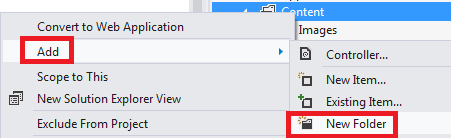 Content
Convert to Web Application
Images
Add
Controller...
Scope to This
New Item...
New Solution Explorer View
Existing Item...
Exclude From Project
New Folder